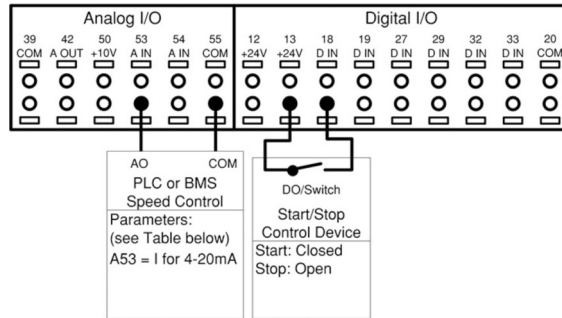 Analog I/O Digital I/O
39 42 50 53 54 55 12 13 18 19 27 29 32 33 20
COM A OUT +10V A IN A IN COM +24V +24V D IN D IN D IN D IN D IN D IN COM
AO COM
PLC or BMS
Speed Control
Parameters:
(see Table below)
A53 = I for 4-20mA
DO/Switch
Start/Stop
Control Device
Start: Closed
Stop: Open